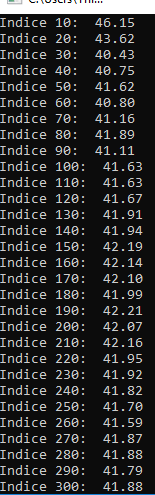 Indice 10:  46.15
Indice 20:  43.62
Indice 30:  40.43
Indice 40:  40.75
Indice 50:  41.62
Indice 60:  40.80
Indice 70:  41.16
Indice 80:  41.89
Indice 90:  41.11
Indice 100:  41.63
Indice 110:  41.63
Indice 120:  41.67
Indice 130:  41.91
Indice 140:  41.94
Indice 150:  42.19
Indice 160:  42.14
Indice 170:  42.10
Indice 180:  41.99
Indice 190:  42.21
Indice 200:  42.07
Indice 210:  42.16
Indice 220:  41.95
Indice 230:  41.92
Indice 240:  41.82
Indice 250:  41.70
Indice 260:  41.59
Indice 270:  41.87
Indice 280:  41.88
Indice 290:  41.79
Indice 300:  41.88